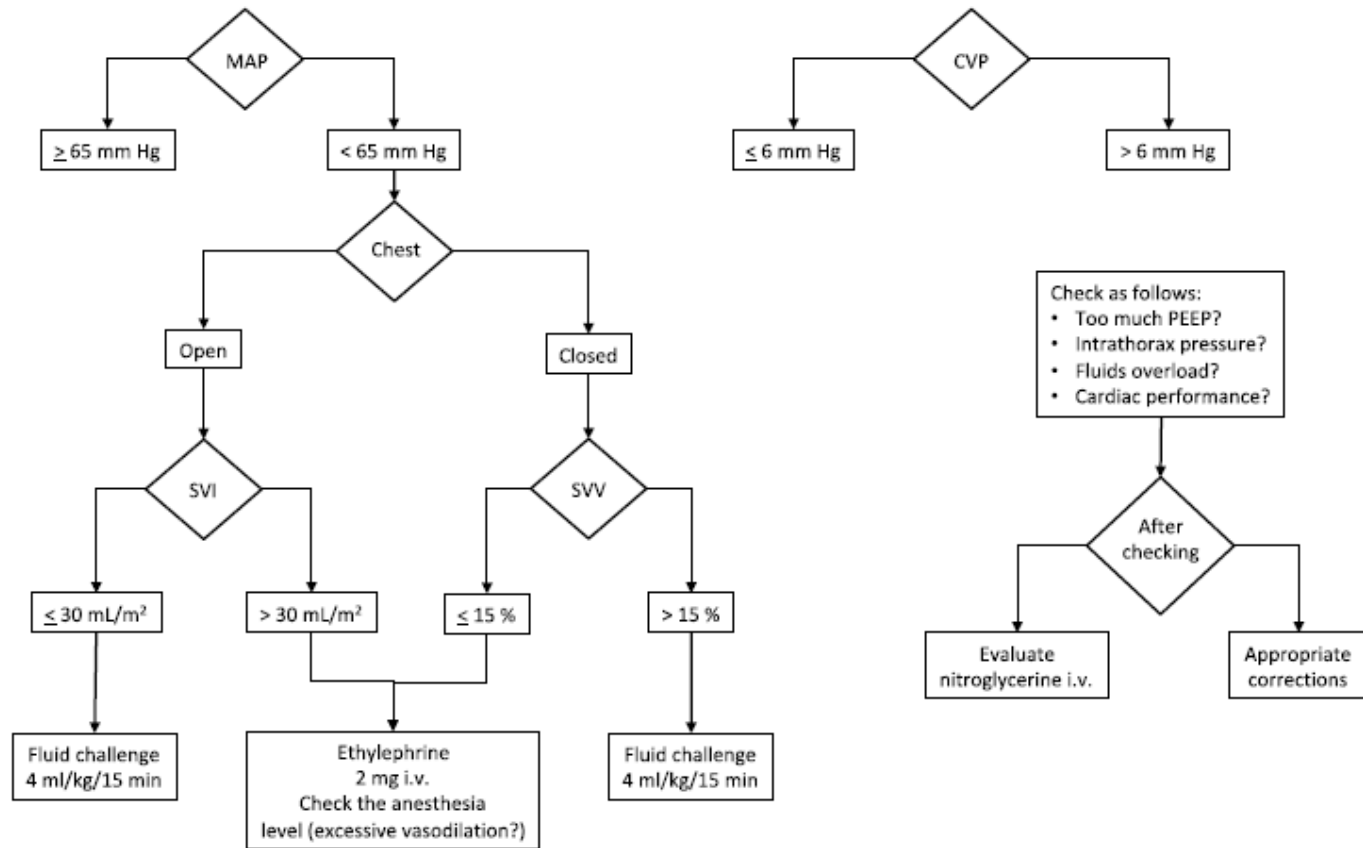 MAP
≥ 65 mm Hg
< 65 mm Hg
Chest
Open
Closed
SVI
SVV
≤ 30 mL/m²
> 30 mL/m²
≤ 15 %
> 15 %
Fluid challenge
4 ml/kg/15 min
Ethylephrine
2 mg i.v.
Check the anesthesia
level (excessive vasodilation?)
Fluid challenge
4 ml/kg/15 min
CVP
≤ 6 mm Hg
> 6 mm Hg
Check as follows:
• Too much PEEP?
• Intrathorax pressure?
• Fluids overload?
• Cardiac performance?
After
checking
Evaluate
nitroglycerine i.v.
Appropriate
corrections